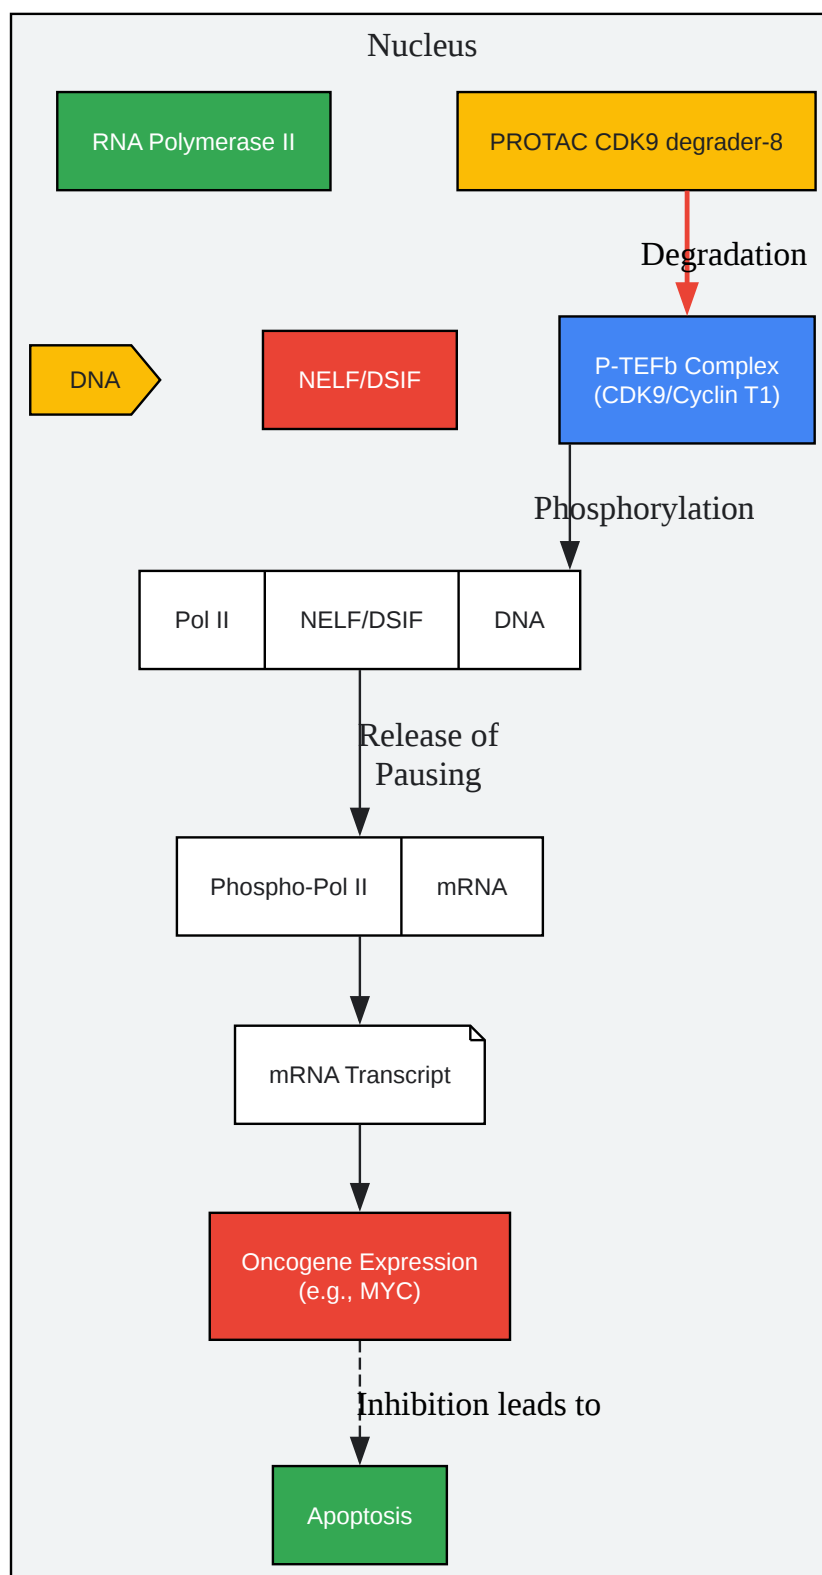 Nucleus
RNA Polymerase II
PROTAC CDK9 degrader-8
Degradation
DNA
NELF/DSIF
P-TEFb Complex
(CDK9/Cyclin T1)
Phosphorylation
Pol II
NELF/DSIF
DNA
Release of
Pausing
Phospho-Pol II
mRNA
mRNA Transcript
Oncogene Expression
(e.g., MYC)
Inhibition leads to
Apoptosis